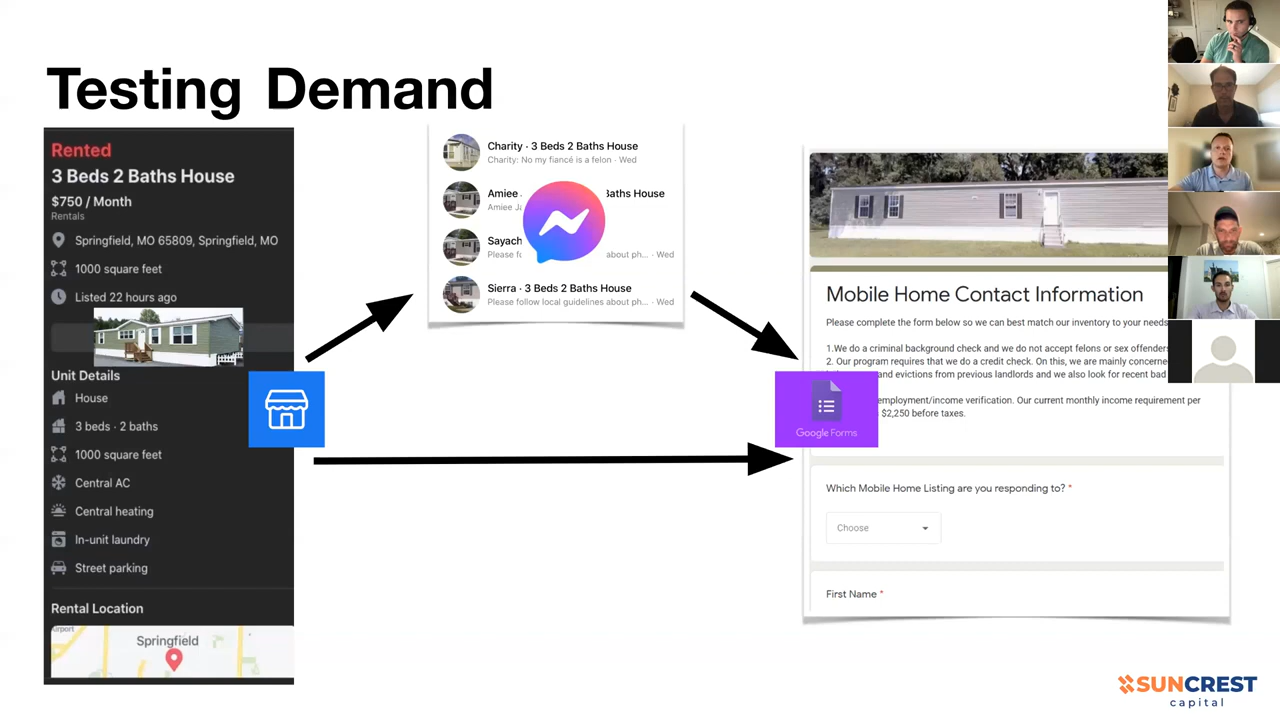 Testing Demand
Rented
3 Beds 2 Baths House
$750 / Month
Rentals
Springfield, MO 65809, Springfield, MO
1000 square feet
Listed 22 hours ago
Unit Details
House
3 beds · 2 baths
1000 square feet
Central AC
Central heating
In-unit laundry
Street parking
Rental Location
Springfield
Charity · 3 Beds 2 Baths House
Charity: No my fiancé is a felon · Wed
Amiee
Baths House
Amiee
Sayach
Please
about ph... · Wed
Sierra · 3 Beds 2 Baths House
Please follow local guidelines about ph... · Wed
Mobile Home Contact Information
Please complete the form below so we can best match our inventory to your needs
1.We do a criminal background check and we do not accept felons or sex offenders
2. Our program requires that we do a credit check. On this, we are mainly
and evictions from previous landlords and we also look for recent bad
employment/income verification. Our current monthly income requirement per
$2,250 before taxes.
Google Forms
Which Mobile Home Listing are you responding to? *
Choose
First Name *
SUNCREST
capital